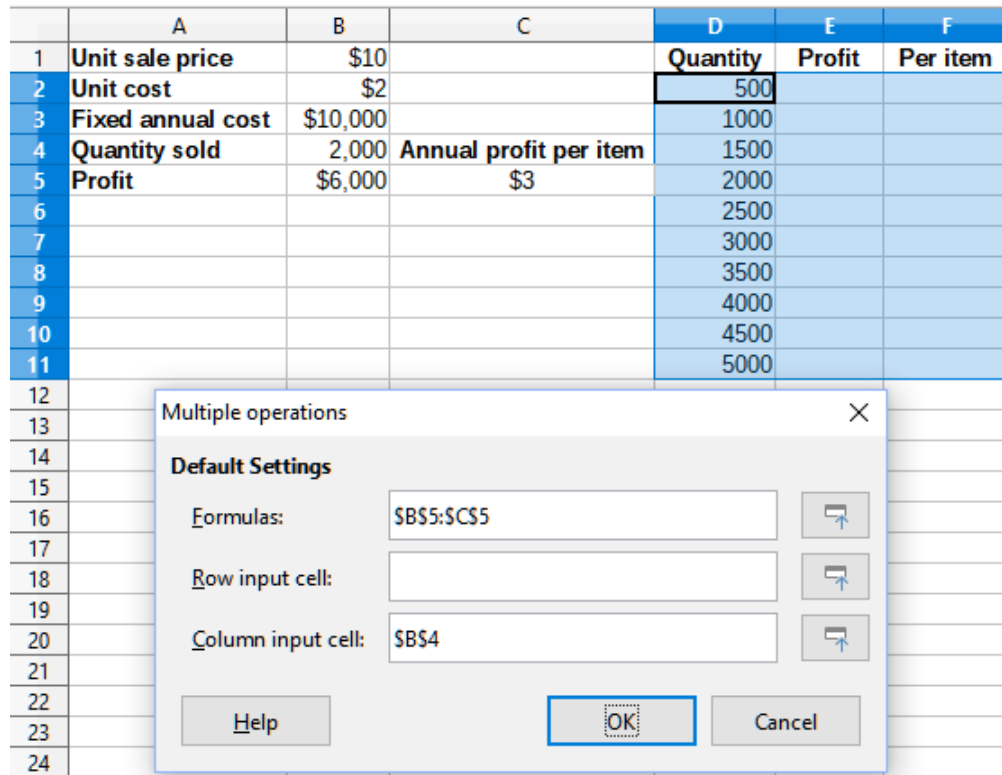 A B C D E F
1 Unit sale price $10 Quantity Profit Per item
2 Unit cost $2 500
3 Fixed annual cost $10,000 1000
4 Quantity sold 2,000 Annual profit per item 1500
5 Profit $6,000 $3 2000
6 2500
7 3000
8 3500
9 4000
10 4500
11 5000
12
13 Multiple operations
14 Default Settings
15
16 Formulas: $B$5:$C$5
17
18 Row input cell:
19
20 Column input cell: $B$4
21
22
23 Help OK Cancel
24